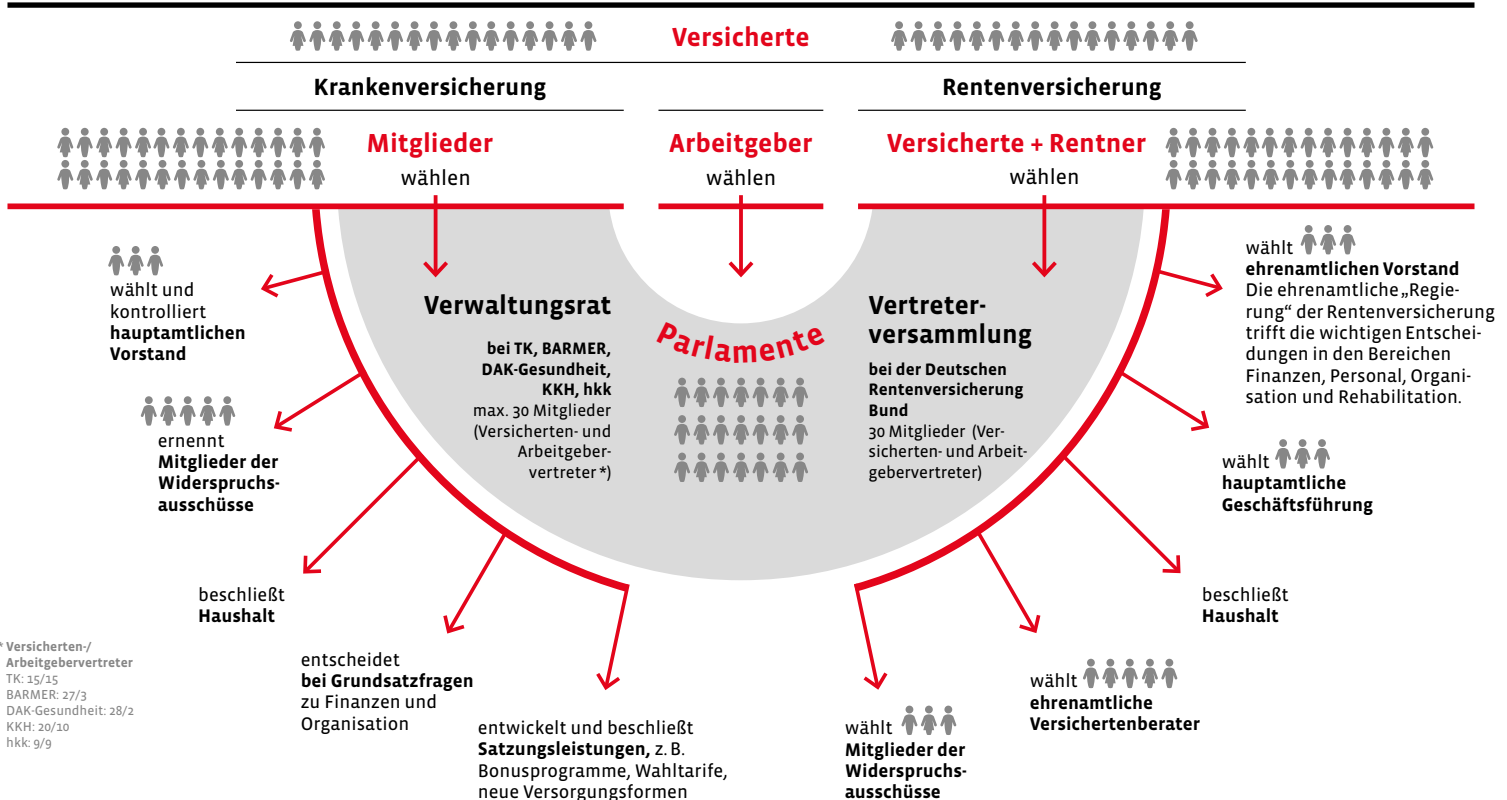 Versicherte
Krankenversicherung
Rentenversicherung
Mitglieder
wählen
Arbeitgeber
wählen
Versicherte + Rentner
wählen
wählt und
kontrolliert
hauptamtlichen
Vorstand
ernennt
Mitglieder der
Widerspruchs-
ausschüsse
beschließt
Haushalt
entscheidet
bei Grundsatzfragen
zu Finanzen und
Organisation
entwickelt und beschließt
Satzungsleistungen, z. B.
Bonusprogramme, Wahltarife,
neue Versorgungsformen
Verwaltungsrat
bei TK, BARMER,
DAK-Gesundheit,
KKH, hkk
max. 30 Mitglieder
(Versicherten- und
Arbeitgeber-
vertreter *)
Parlamente
Vertreter-
versammlung
bei der Deutschen
Rentenversicherung
Bund
30 Mitglieder (Ver-
sicherten- und Arbeit-
gebervertreter)
wählt
ehrenamtlichen Vorstand
Die ehrenamtliche „Regie-
rung“ der Rentenversicherung
trifft die wichtigen Entschei-
dungen in den Bereichen
Finanzen, Personal, Organi-
sation und Rehabilitation.
wählt
hauptamtliche
Geschäftsführung
beschließt
Haushalt
wählt
ehrenamtliche
Versichertenberater
wählt
Mitglieder der
Widerspruchs-
ausschüsse
* Versicherten-/
Arbeitgebervertreter
TK: 15/15
BARMER: 27/3
DAK-Gesundheit: 28/2
KKH: 20/10
hkk: 9/9